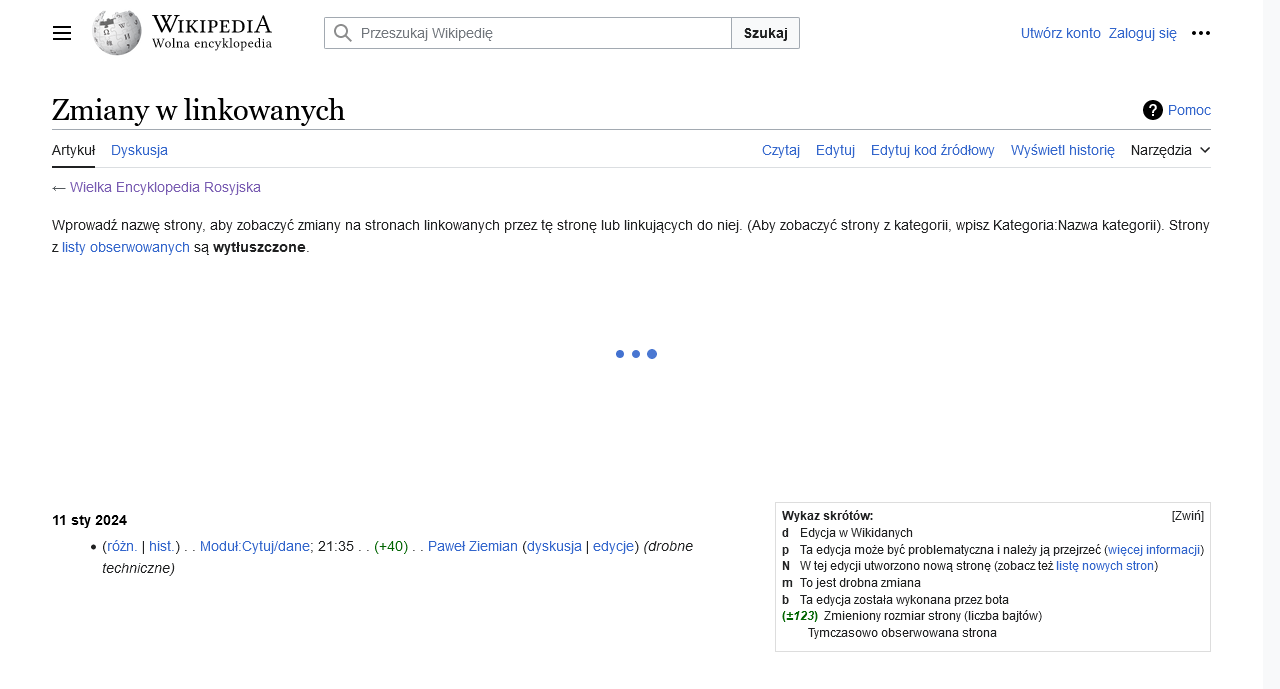 WIKIPEDIA
Wolna encyklopedia
Przeszukaj Wikipedię
Szukaj
Utwórz konto Zaloguj się
Zmiany w linkowanych
Pomoc
Artykuł Dyskusja
Czytaj Edytuj Edytuj kod źródłowy Wyświetl historię Narzędzia
← Wielka Encyklopedia Rosyjska
Wprowadź nazwę strony, aby zobaczyć zmiany na stronach linkowanych przez tę stronę lub linkujących do niej. (Aby zobaczyć strony z kategorii, wpisz Kategoria:Nazwa kategorii). Strony
z listy obserwowanych są wytłuszczone.
11 sty 2024
• (różn. | hist.) . . Moduł:Cytuj/dane; 21:35 . . (+40) . . Paweł Ziemian (dyskusja | edycje) (drobne
techniczne)
Wykaz skrótów: [Zwiń]
d Edycja w Wikidanych
p Ta edycja może być problematyczna i należy ją przejrzeć (więcej informacji)
N W tej edycji utworzono nową stronę (zobacz też listę nowych stron)
m To jest drobna zmiana
b Ta edycja została wykonana przez bota
(±123) Zmieniony rozmiar strony (liczba bajtów)
Tymczasowo obserwowana strona